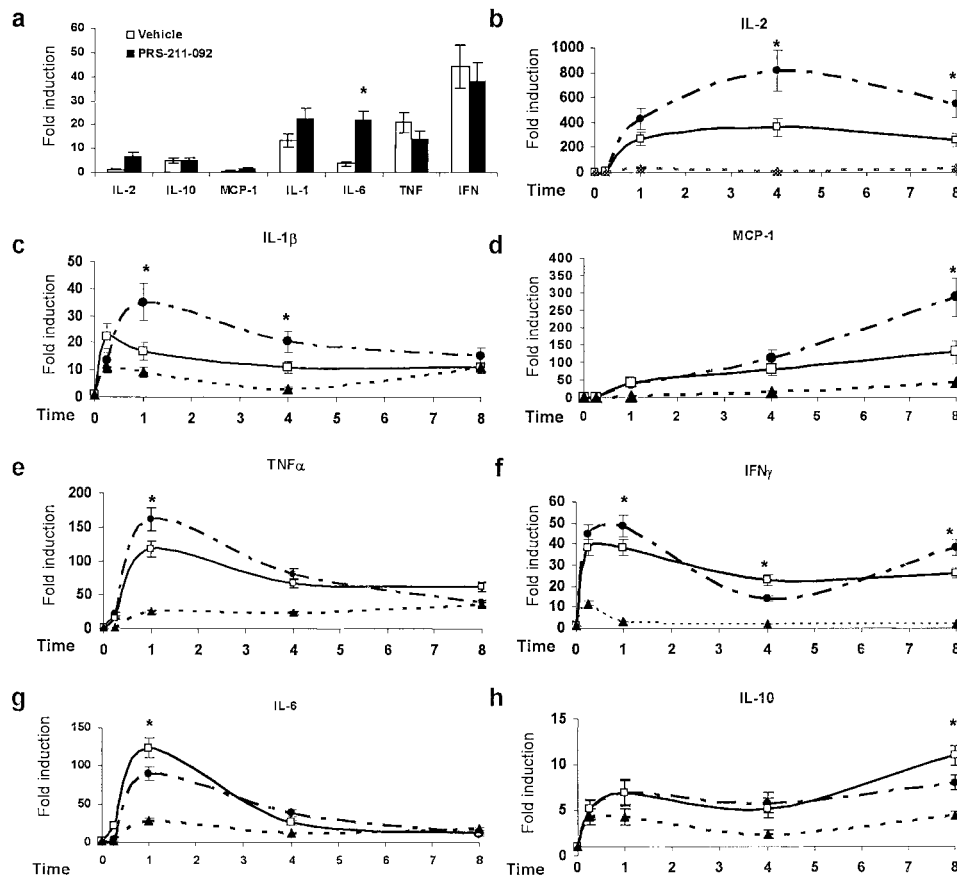 a
Fold induction
60
50
40
30
20
10
0
Vehicle
PRS-211-092
*
IL-2 IL-10 MCP-1 IL-1 IL-6 TNF IFN
b
IL-2
Fold induction
1000
800
600
400
200
0
* *
Time 0 1 2 3 4 5 6 7 8
c
IL-1β
Fold induction
50
40
30
20
10
0
* *
Time 0 1 2 3 4 5 6 7 8
d
MCP-1
Fold induction
400
350
300
250
200
150
100
50
0
*
Time 0 1 2 3 4 5 6 7 8
e
TNFα
Fold induction
200
150
100
50
0
*
Time 0 1 2 3 4 5 6 7 8
f
IFNγ
Fold induction
60
50
40
30
20
10
0
* * *
Time 0 1 2 3 4 5 6 7 8
g
IL-6
Fold induction
150
100
50
0
*
Time 0 1 2 3 4 5 6 7 8
h
IL-10
Fold induction
15
10
5
0
*
Time 0 1 2 3 4 5 6 7 8